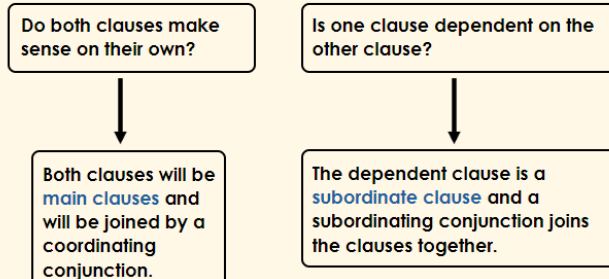 Do both clauses make
sense on their own?
Is one clause dependent on the
other clause?
Both clauses will be
main clauses and
will be joined by a
coordinating
conjunction.
The dependent clause is a
subordinate clause and a
subordinating conjunction joins
the clauses together.